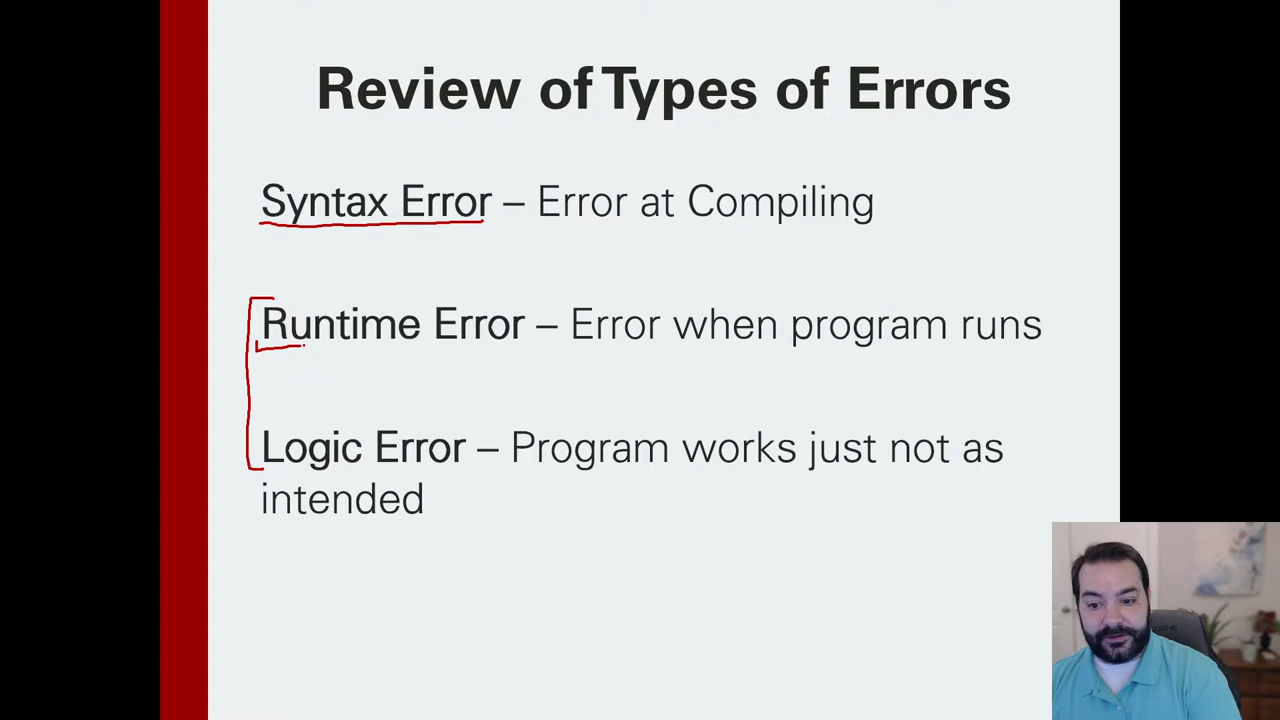 Review of Types of Errors
Syntax Error – Error at Compiling
Runtime Error – Error when program runs
Logic Error – Program works just not as
intended